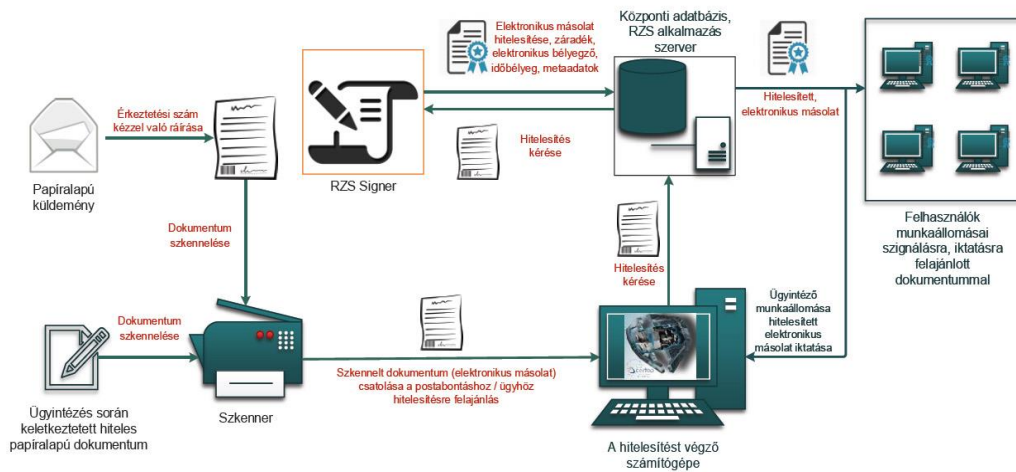 Elektronikus másolat
hitelesítése, záradék,
elektronikus bélyegző,
időbélyeg, metaadatok
Központi adatbázis,
RZS alkalmazás
szerver
Érkeztetési szám
kézzel való ráírása
Hitelesített,
elektronikus másolat
Hitelesítés
kérése
Papíralapú
küldemény
RZS Signer
Felhasználók
munkaállomásai
szignálásra, iktatásra
felajánlott
dokumentummal
Dokumentum
szkennelése
Hitelesítés
kérése
Ügyintéző
munkaállomása
hitelesített
elektronikus
másolat iktatása
Dokumentum
szkennelése
Szkennelt dokumentum (elektronikus másolat)
csatolása a postabontáshoz / ügyhöz
hitelesítésre felajánlás
Ügyintézés során
keletkeztetett hiteles
papíralapú dokumentum
Szkenner
A hitelesítést végző
számítógépe